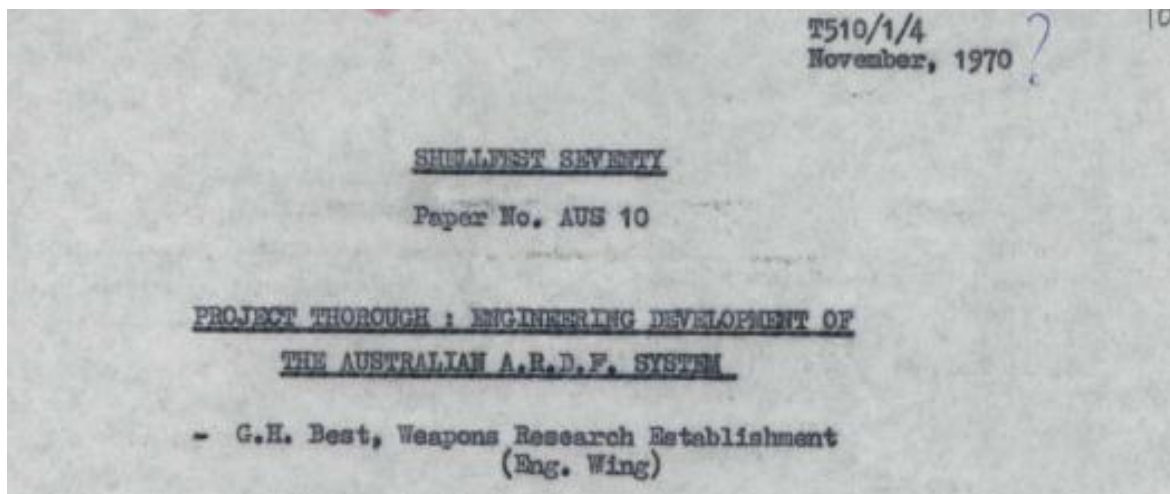 T510/1/4
November, 1970 ?
SHELLFEST SEVENTY
Paper No. AUS 10
PROJECT THOROUGH : ENGINEERING DEVELOPMENT OF
THE AUSTRALIAN A.R.D.F. SYSTEM
- G.H. Best, Weapons Research Establishment
(Eng. Wing)